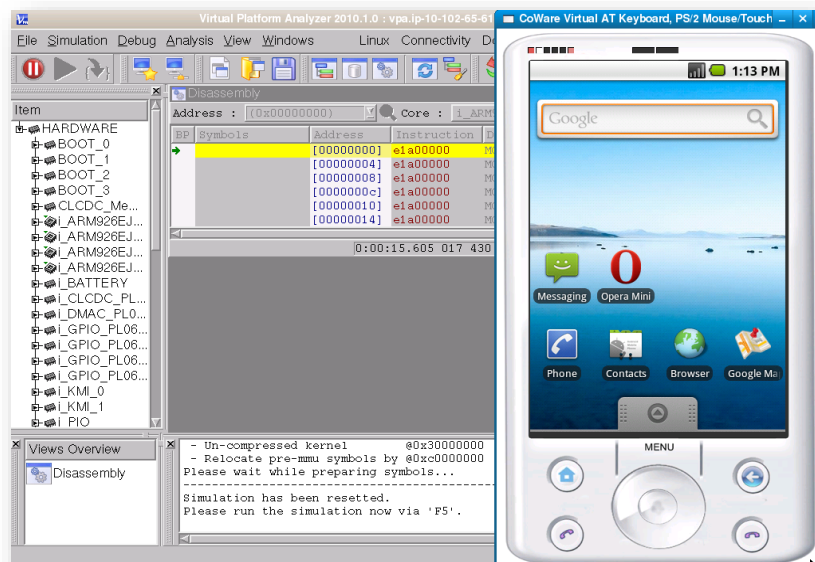 Virtual Platform Analyzer 2010.1.0 : vpa.ip-10-102-65-61
File Simulation Debug Analysis View Windows Linux Connectivity
Disassembly
Address : (0x00000000) Core : i_ARM9
BP Symbols Address Instruction
[00000000] e1a00000
[00000004] e1a00000
[00000008] e1a00000
[0000000c] e1a00000
[00000010] e1a00000
[00000014] e1a00000
0:00:15.605 017 430
Item
HARDWARE
BOOT_0
BOOT_1
BOOT_2
BOOT_3
CLCDC_Me...
i_ARM926EJ...
i_ARM926EJ...
i_ARM926EJ...
i_ARM926EJ...
i_BATTERY
i_CLCDC_PL...
i_DMAC_PL0...
i_GPIO_PL06...
i_GPIO_PL06...
i_GPIO_PL06...
i_GPIO_PL06...
i_KMI_0
i_KMI_1
i_PIO
Views Overview
Disassembly
- Un-compressed kernel @0x30000000
- Relocate pre-mmu symbols by @0xc0000000
Please wait while preparing symbols...
Simulation has been resetted.
Please run the simulation now via 'F5'.
CoWare Virtual AT Keyboard, PS/2 Mouse/Touch
1:13 PM
Google
Messaging Opera Mini
Phone Contacts Browser Google Ma
MENU